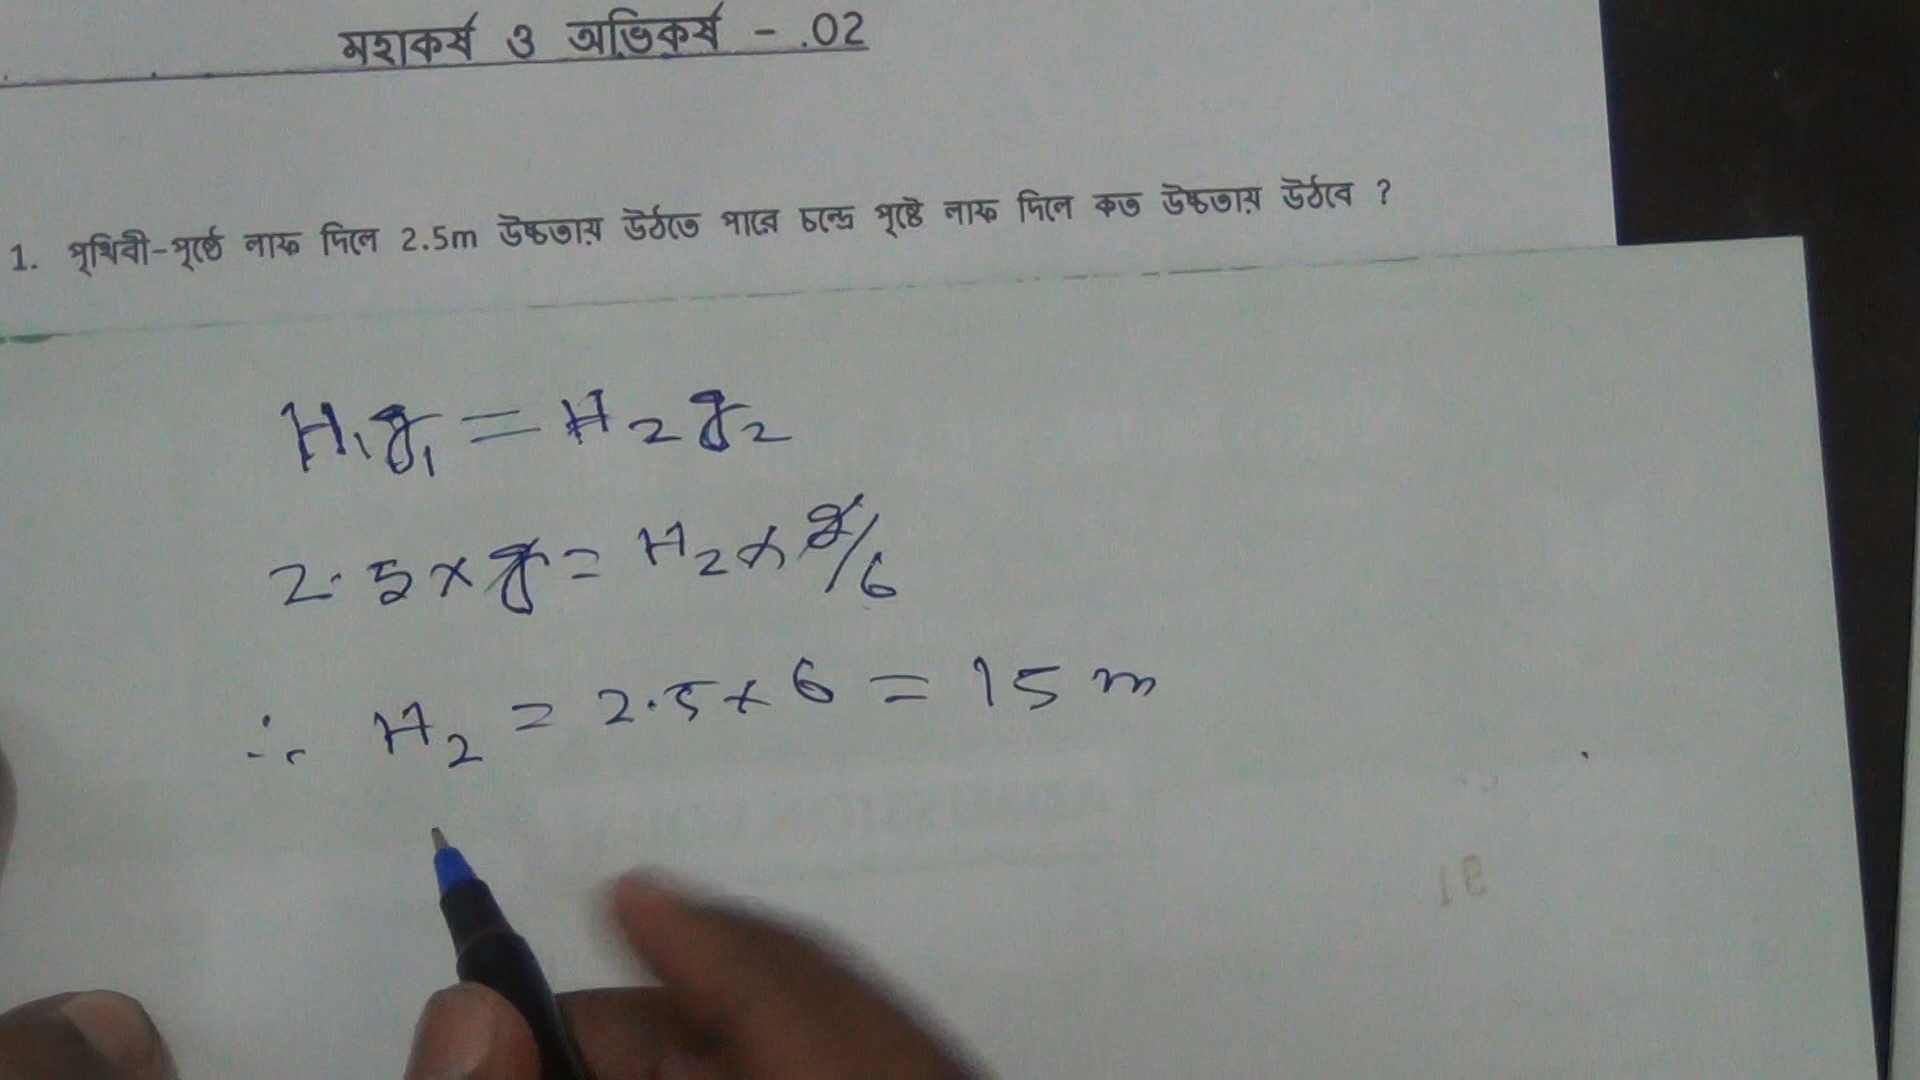 মহাকর্ষ ও অভিকর্ষ - .02
1. পৃথিবী-পৃষ্ঠে লাফ দিলে 2.5m উচ্চতায় উঠতে পারে চন্দ্রে পৃষ্ঠে লাফ দিলে কত উচ্চতায় উঠবে ?
H₁g₁ = H₂g₂
2.5 × g = H₂ × g/6
∴ H₂ = 2.5 × 6 = 15 m